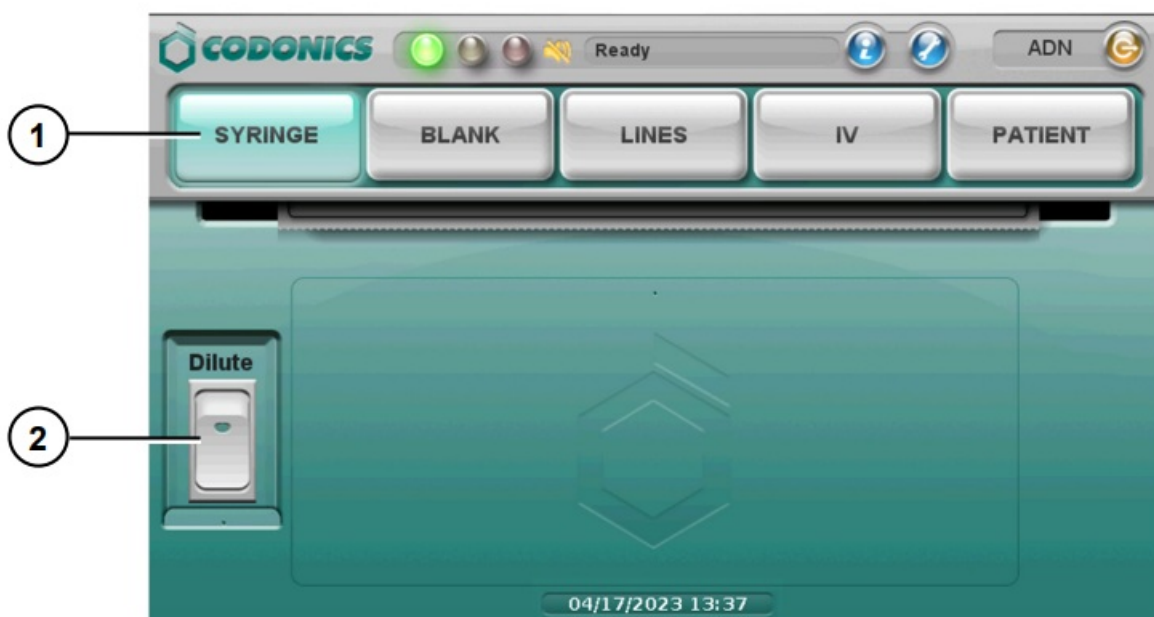 CODONICS Ready ADN
1 SYRINGE BLANK LINES IV PATIENT
Dilute
2
04/17/2023 13:37